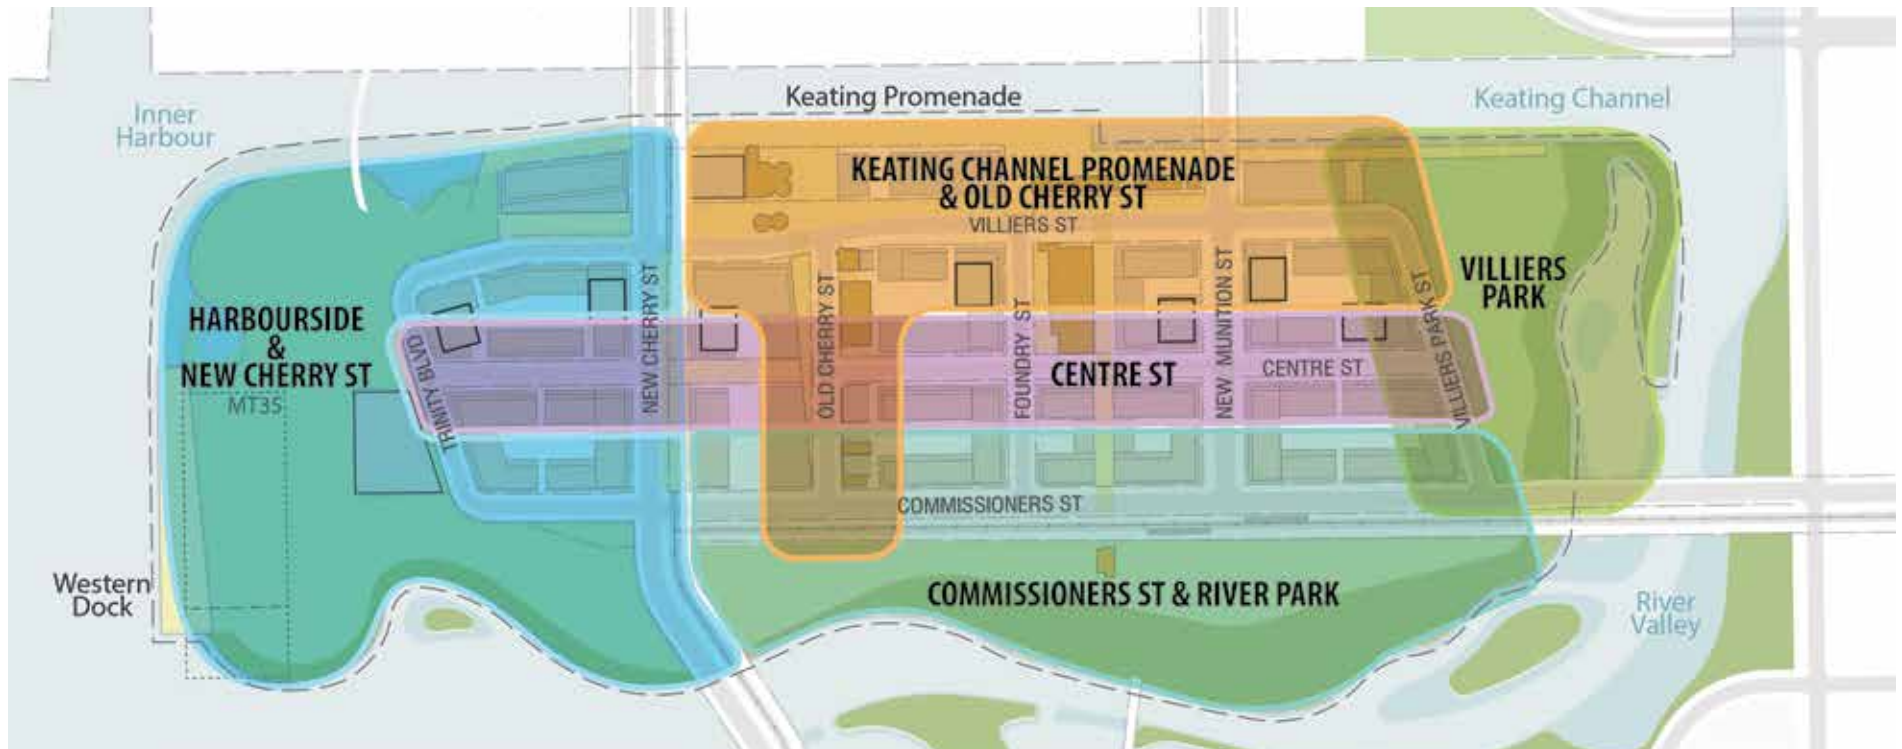 Keating Promenade
Keating Channel
Inner
Harbour
KEATING CHANNEL PROMENADE
& OLD CHERRY ST
VILLIERS ST
VILLIERS
PARK
HARBOURSIDE
&
NEW CHERRY ST
MT35
TRINITY BLVD
NEW CHERRY ST
OLD CHERRY ST
FOUNDRY ST
CENTRE ST
NEW MUNITION ST
CENTRE ST
VILLIERS PARK ST
COMMISSIONERS ST
Western
Dock
COMMISSIONERS ST & RIVER PARK
River
Valley